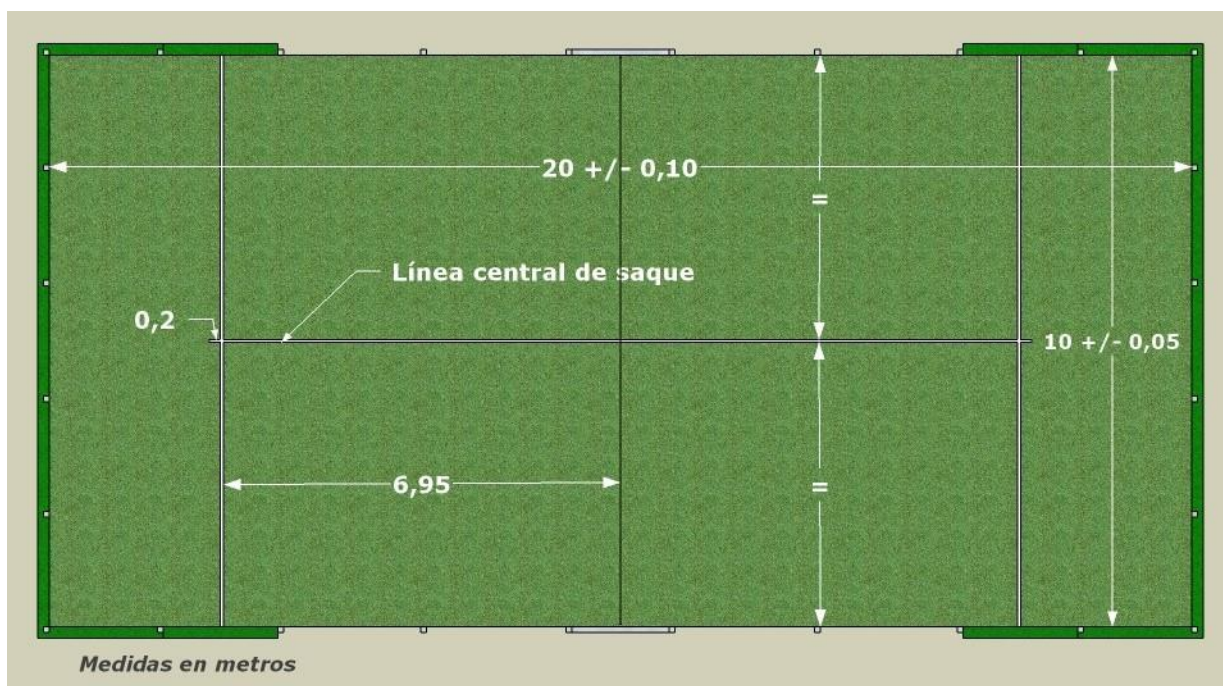 20 +/- 0,10
=
Línea central de saque
0,2
10 +/- 0,05
6,95
=
Medidas en metros